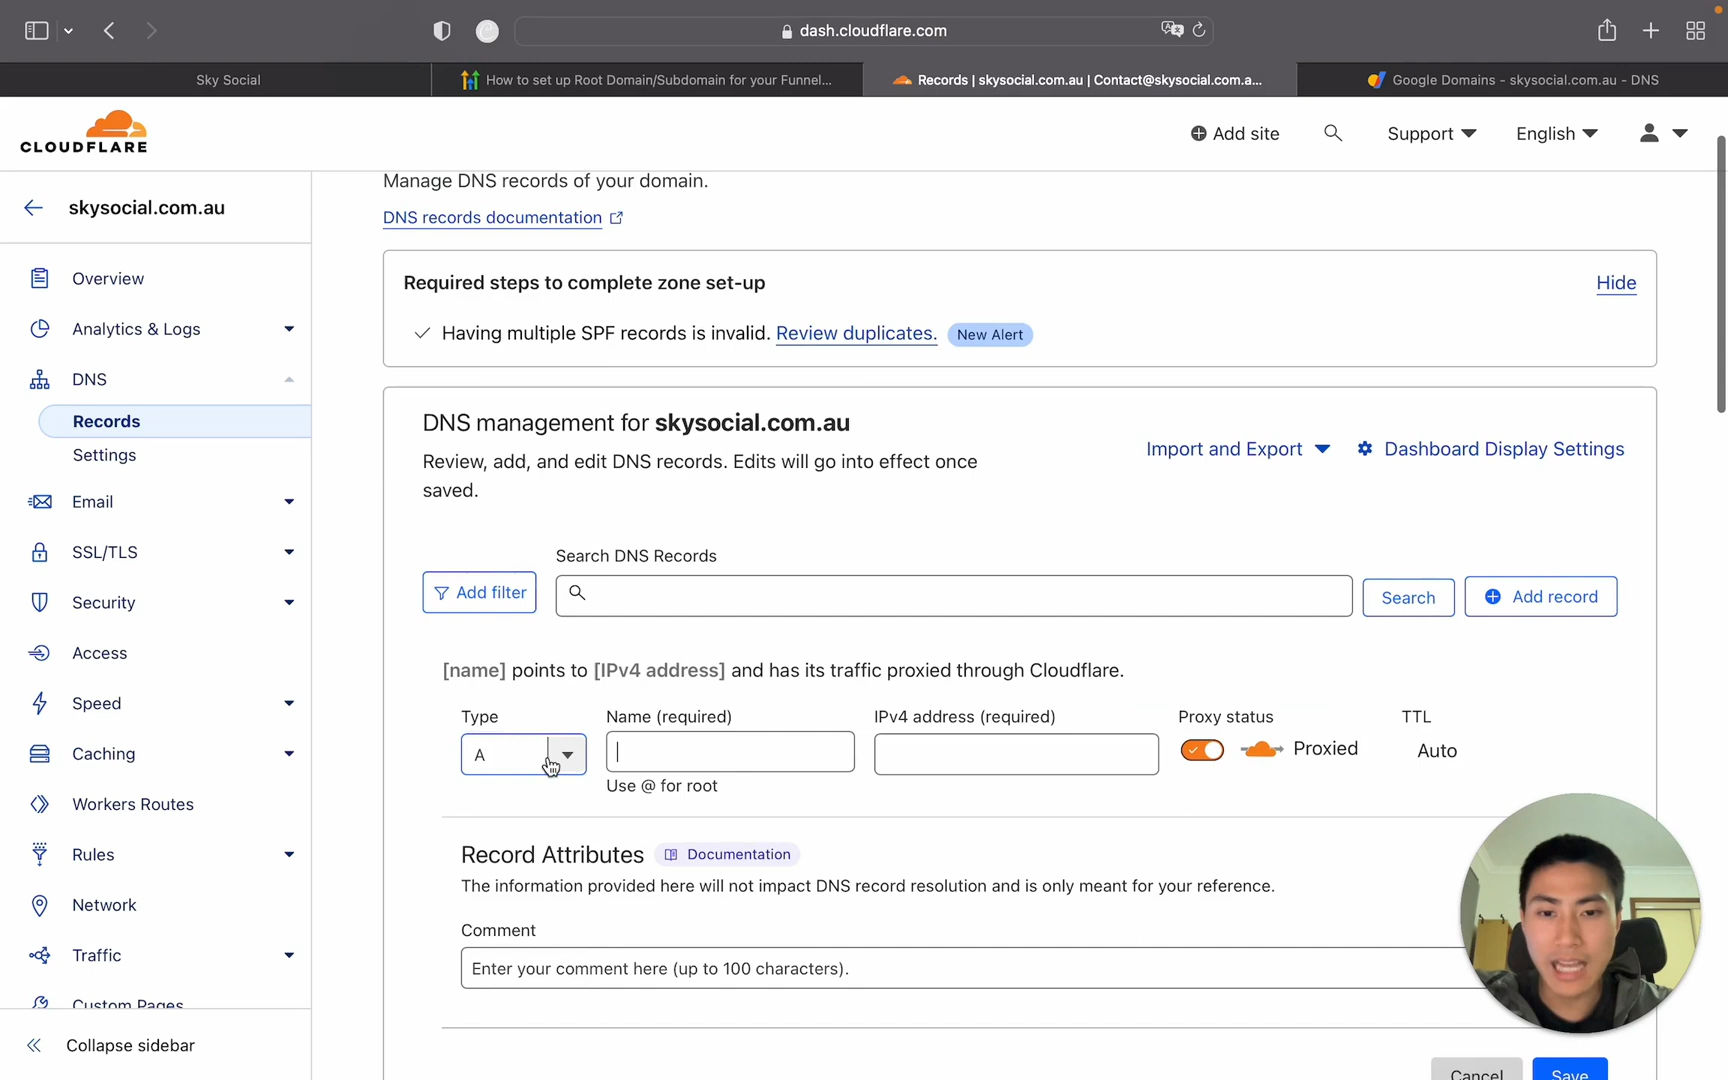 dash.cloudflare.com
Sky Social
How to set up Root Domain/Subdomain for your Funnel...
Records | skysocial.com.au | Contact@skysocial.com.a...
Google Domains - skysocial.com.au - DNS
CLOUDFLARE
Add site
Support
English
skysocial.com.au
Overview
Analytics & Logs
DNS
Records
Settings
Email
SSL/TLS
Security
Access
Speed
Caching
Workers Routes
Rules
Network
Traffic
Custom Pages
Collapse sidebar
Manage DNS records of your domain.
DNS records documentation
Required steps to complete zone set-up
Hide
Having multiple SPF records is invalid. Review duplicates. New Alert
DNS management for skysocial.com.au
Import and Export
Dashboard Display Settings
Review, add, and edit DNS records. Edits will go into effect once
saved.
Search DNS Records
Add filter
Search
Add record
[name] points to [IPv4 address] and has its traffic proxied through Cloudflare.
Type
Name (required)
IPv4 address (required)
Proxy status
TTL
A
Proxied
Auto
Use @ for root
Record Attributes
Documentation
The information provided here will not impact DNS record resolution and is only meant for your reference.
Comment
Enter your comment here (up to 100 characters).
Cancel
Save